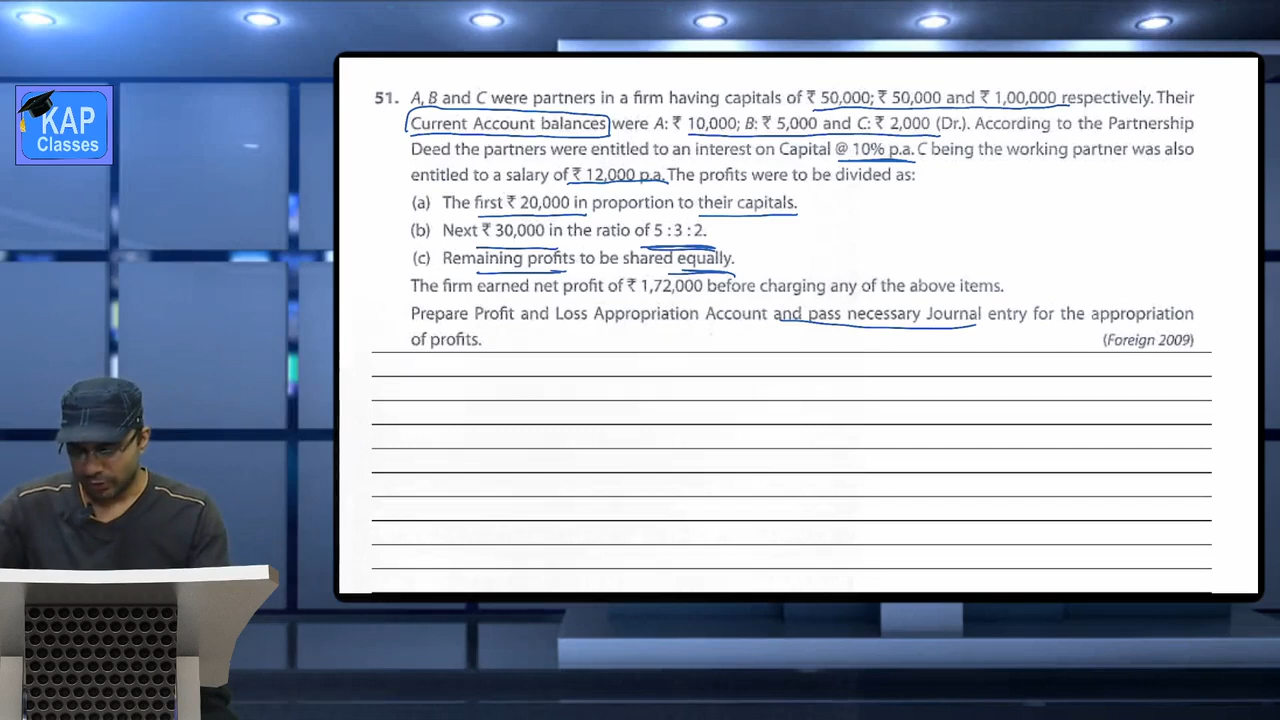 KAP
Classes
51. A, B and C were partners in a firm having capitals of ₹ 50,000; ₹ 50,000 and ₹ 1,00,000 respectively. Their
Current Account balances were A: ₹ 10,000; B: ₹ 5,000 and C: ₹ 2,000 (Dr.). According to the Partnership
Deed the partners were entitled to an interest on Capital @ 10% p.a. C being the working partner was also
entitled to a salary of ₹ 12,000 p.a. The profits were to be divided as:
(a) The first ₹ 20,000 in proportion to their capitals.
(b) Next ₹ 30,000 in the ratio of 5 : 3 : 2.
(c) Remaining profits to be shared equally.
The firm earned net profit of ₹ 1,72,000 before charging any of the above items.
Prepare Profit and Loss Appropriation Account and pass necessary Journal entry for the appropriation
of profits. (Foreign 2009)